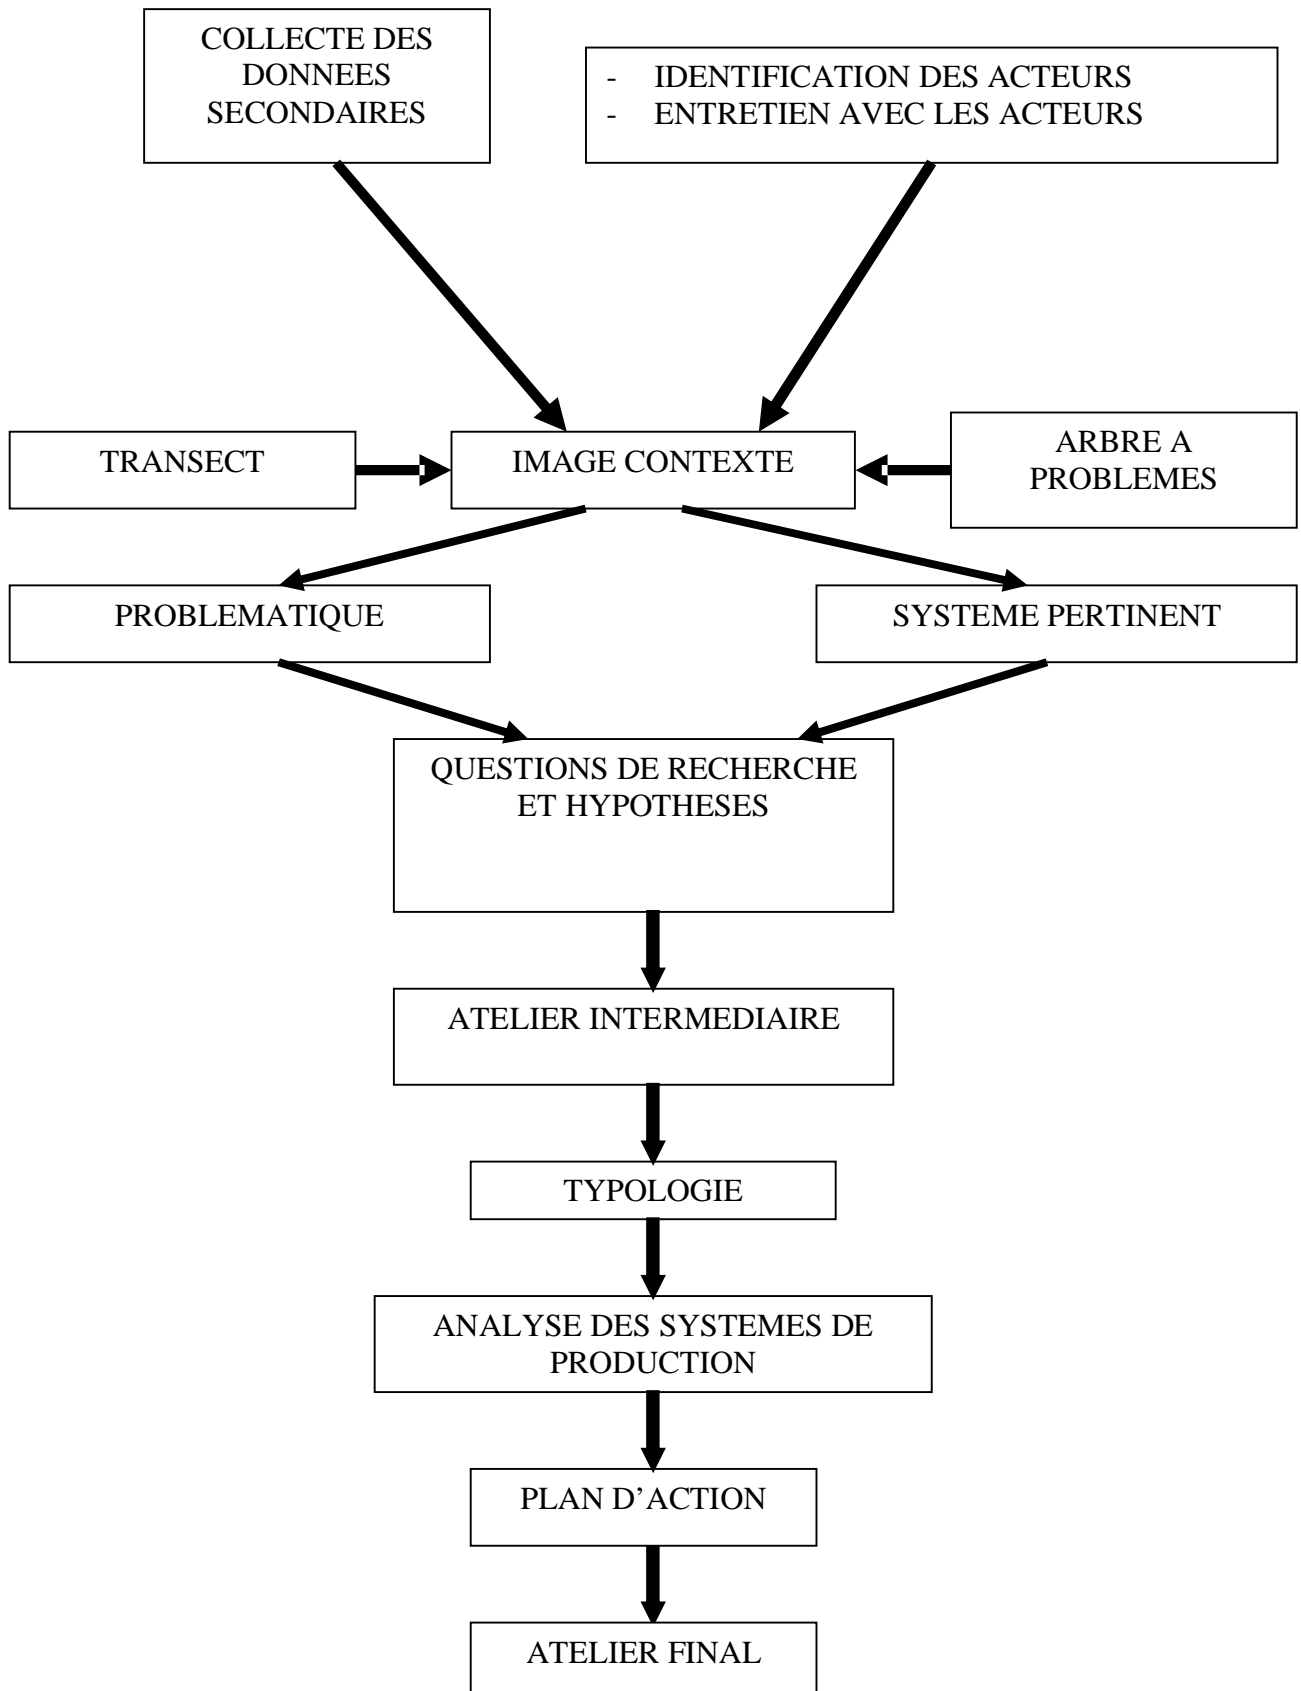 COLLECTE DES
DONNEES
SECONDAIRES
- IDENTIFICATION DES ACTEURS
- ENTRETIEN AVEC LES ACTEURS
TRANSECT
IMAGE CONTEXTE
ARBRE A
PROBLEMES
PROBLEMATIQUE
SYSTEME PERTINENT
QUESTIONS DE RECHERCHE
ET HYPOTHESES
ATELIER INTERMEDIAIRE
TYPOLOGIE
ANALYSE DES SYSTEMES DE
PRODUCTION
PLAN D’ACTION
ATELIER FINAL